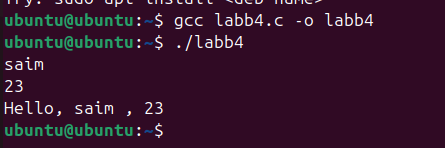 Try: sudo apt install <deb name>
ubuntu@ubuntu:~$ gcc labb4.c -o labb4
ubuntu@ubuntu:~$ ./labb4
saim
23
Hello, saim , 23
ubuntu@ubuntu:~$